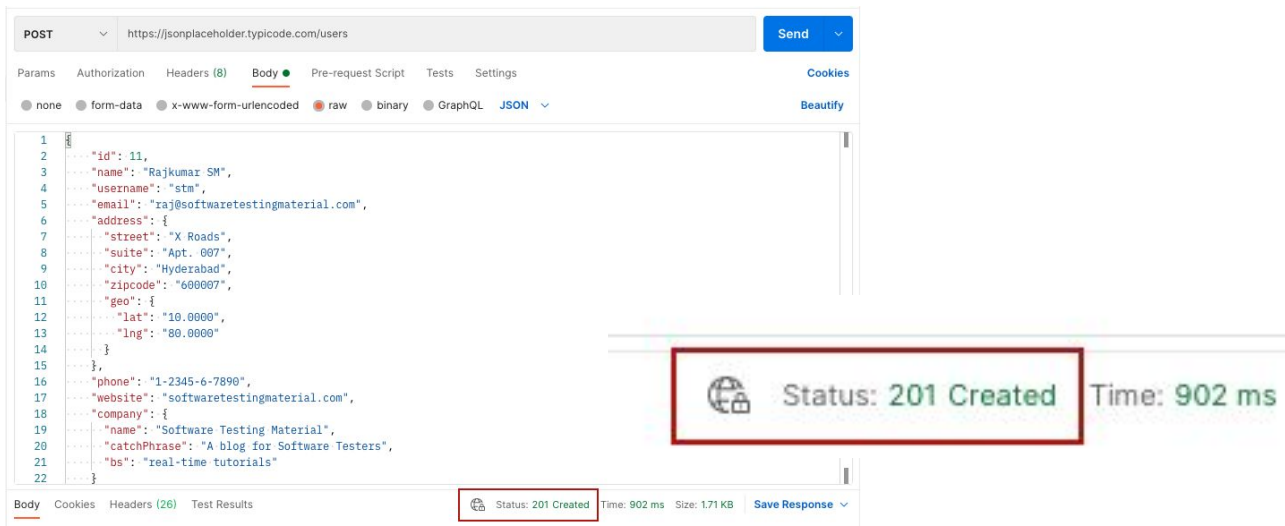 POST https://jsonplaceholder.typicode.com/users Send
Params Authorization Headers (8) Body Pre-request Script Tests Settings Cookies
none form-data x-www-form-urlencoded raw binary GraphQL JSON Beautify
1 {
2 "id": 11,
3 "name": "Rajkumar SM",
4 "username": "stm",
5 "email": "raj@softwaretestingmaterial.com",
6 "address": {
7 "street": "X Roads",
8 "suite": "Apt. 007",
9 "city": "Hyderabad",
10 "zipcode": "600007",
11 "geo": {
12 "lat": "10.0000",
13 "lng": "80.0000"
14 }
15 },
16 "phone": "1-2345-6-7890",
17 "website": "softwaretestingmaterial.com",
18 "company": {
19 "name": "Software Testing Material",
20 "catchPhrase": "A blog for Software Testers",
21 "bs": "real-time tutorials"
22 }
Body Cookies Headers (26) Test Results Status: 201 Created Time: 902 ms Size: 1.71 KB Save Response
Status: 201 Created Time: 902 ms